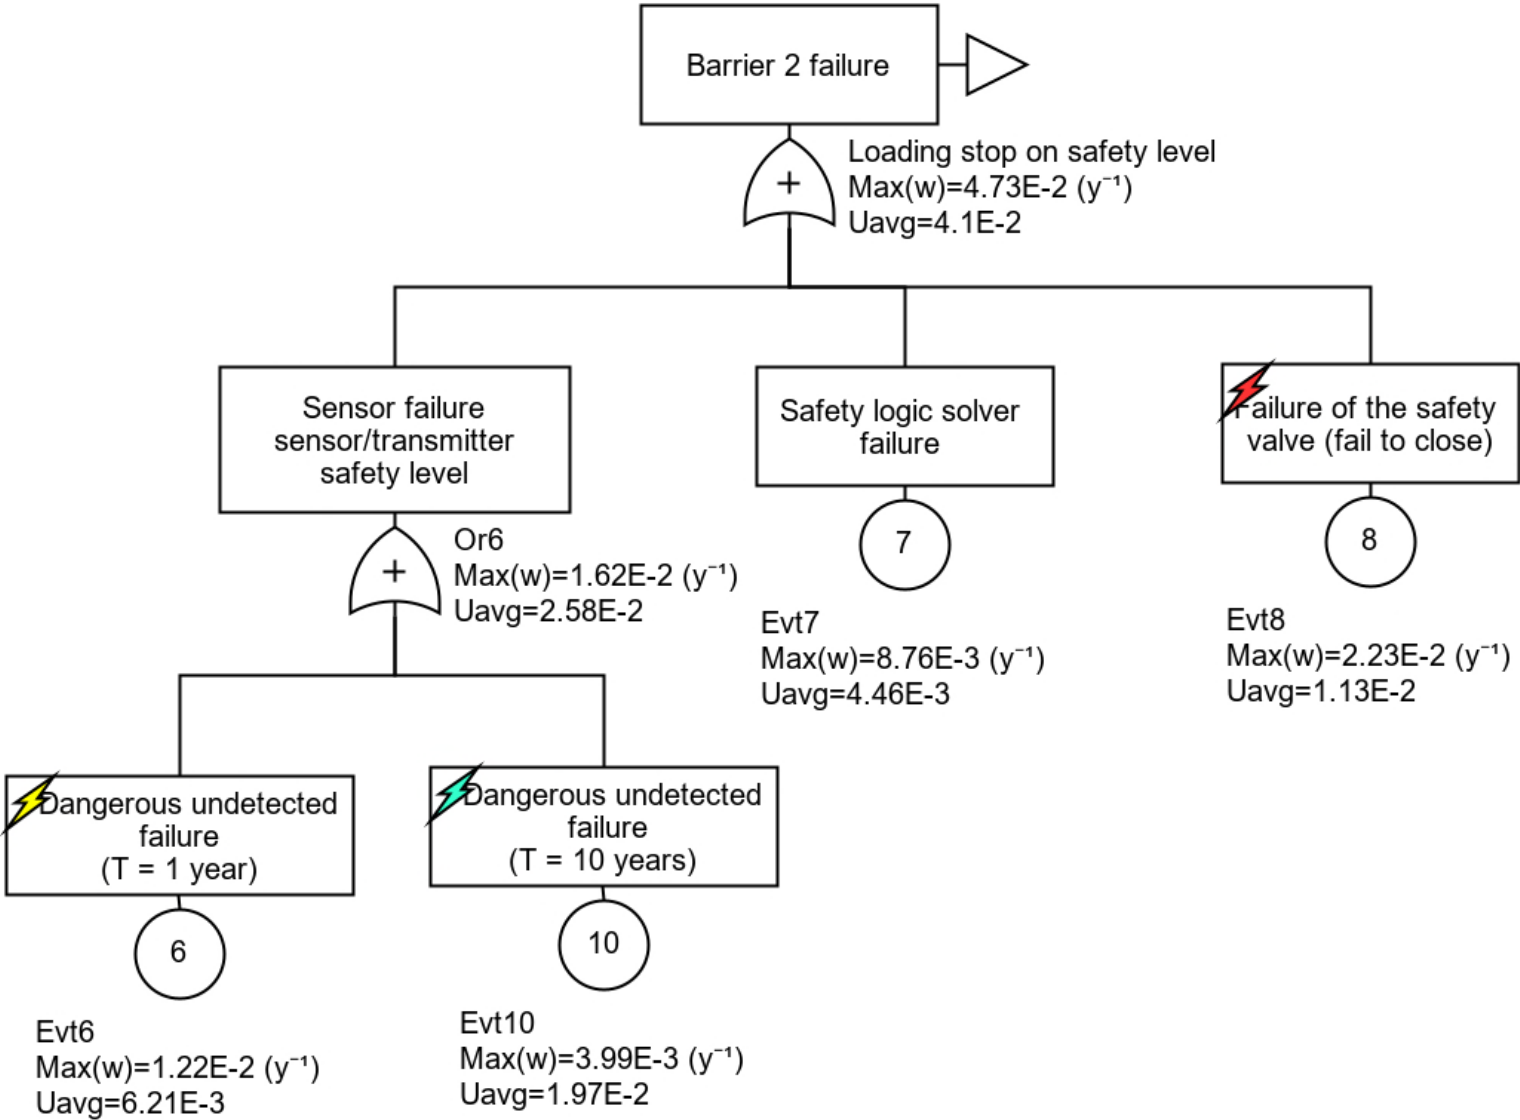 Barrier 2 failure
+
Loading stop on safety level
Max(w)=4.73E-2 (y⁻¹)
Uavg=4.1E-2
Sensor failure
sensor/transmitter
safety level
Safety logic solver
failure
Failure of the safety
valve (fail to close)
+
Or6
Max(w)=1.62E-2 (y⁻¹)
Uavg=2.58E-2
7
Evt7
Max(w)=8.76E-3 (y⁻¹)
Uavg=4.46E-3
8
Evt8
Max(w)=2.23E-2 (y⁻¹)
Uavg=1.13E-2
Dangerous undetected
failure
(T = 1 year)
Dangerous undetected
failure
(T = 10 years)
6
Evt6
Max(w)=1.22E-2 (y⁻¹)
Uavg=6.21E-3
10
Evt10
Max(w)=3.99E-3 (y⁻¹)
Uavg=1.97E-2